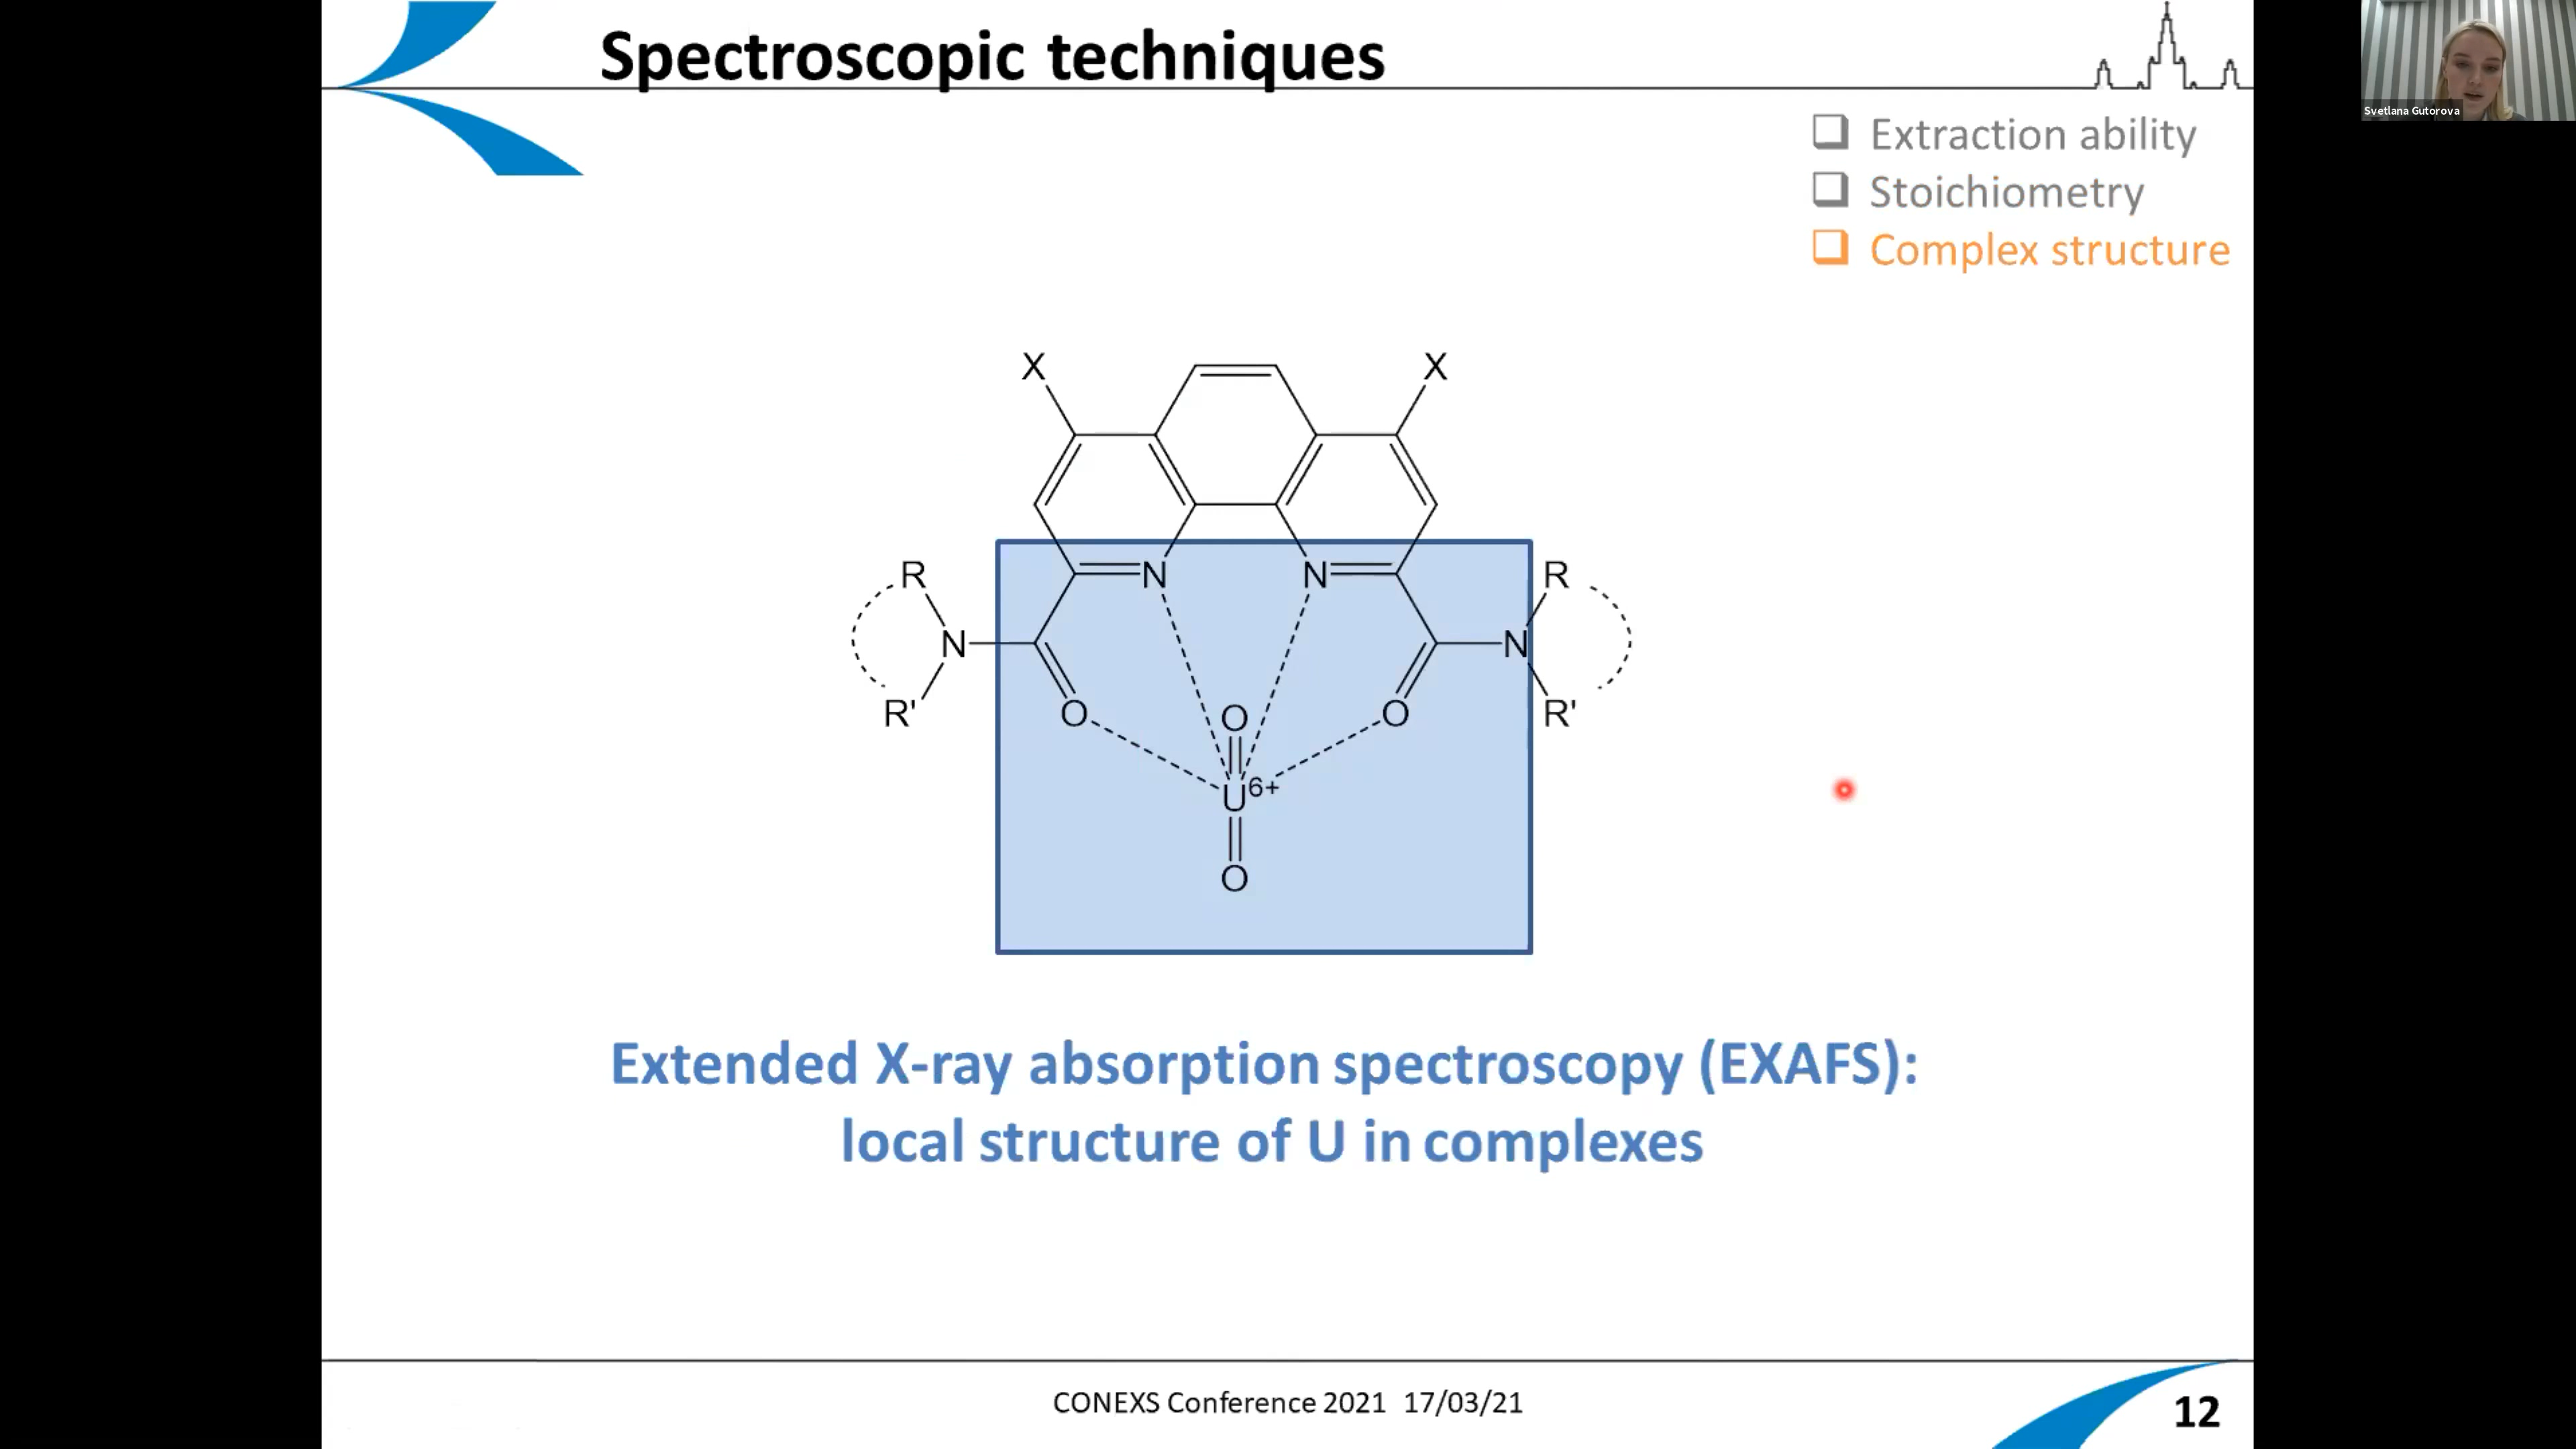 Spectroscopic techniques
Svetlana Gutorova
Extraction ability
Stoichiometry
Complex structure
X X
N N
R R
N N
R' R'
O O
O
U6+
O
Extended X-ray absorption spectroscopy (EXAFS):
local structure of U in complexes
CONEXS Conference 2021 17/03/21
12